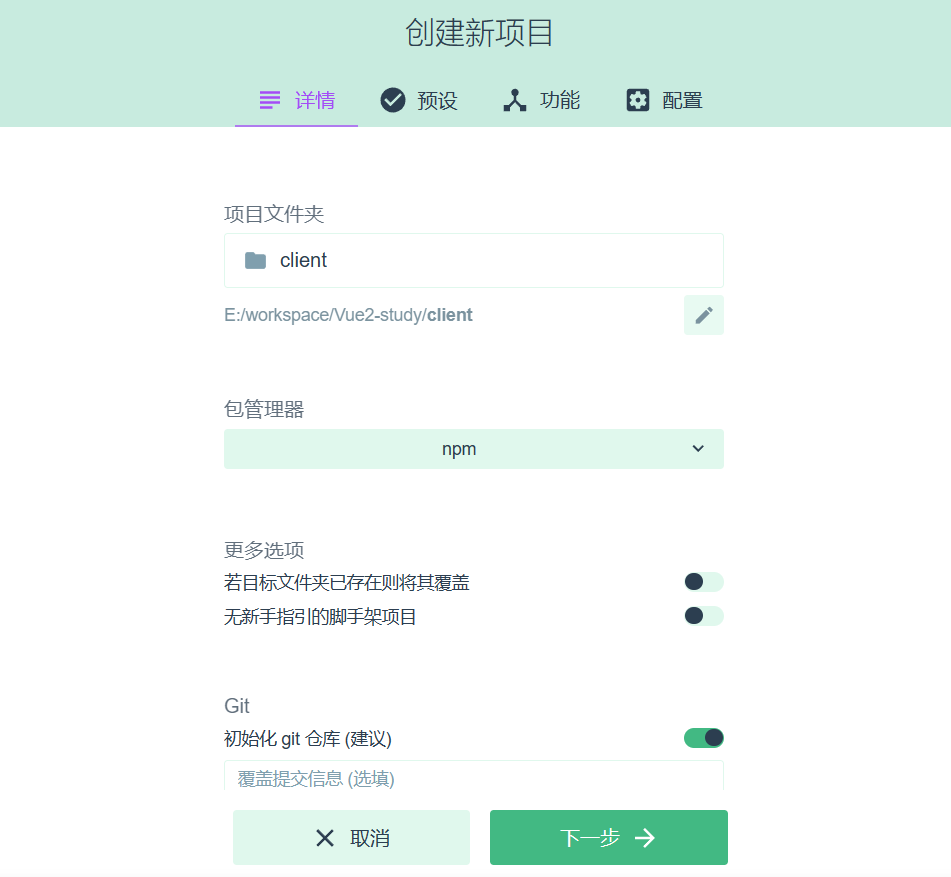 创建新项目
详情 预设 功能 配置
项目文件夹
client
E:/workspace/Vue2-study/client
包管理器
npm
更多选项
若目标文件夹已存在则将其覆盖
无新手指引的脚手架项目
Git
初始化 git 仓库 (建议)
覆盖提交信息 (选填)
取消 下一步